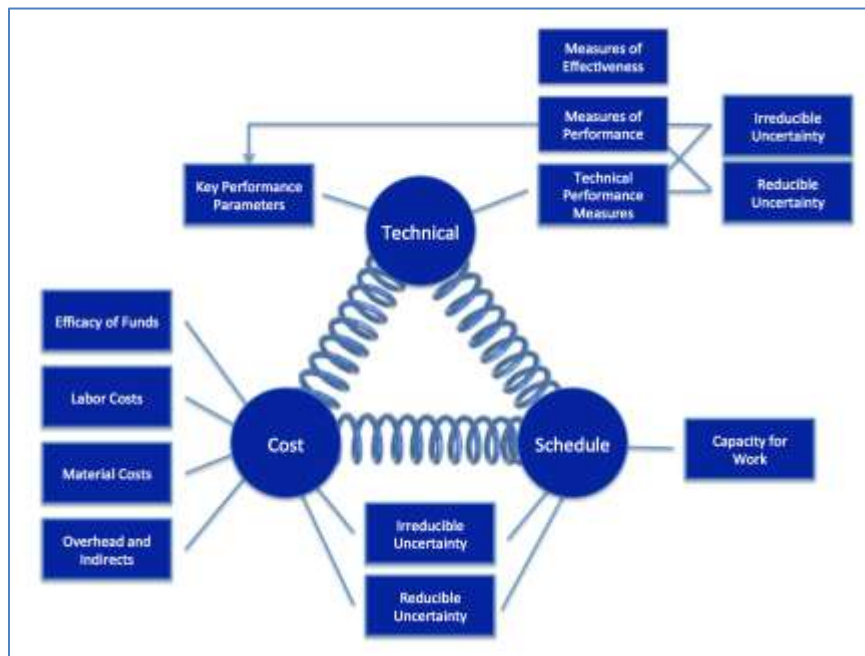 Measures of
Effectiveness
Measures of
Performance
Irreducible
Uncertainty
Key Performance
Parameters
Technical
Performance
Measures
Reducible
Uncertainty
Technical
Efficacy of Funds
Labor Costs
Cost
Schedule
Capacity for
Work
Material Costs
Overhead and
Indirects
Irreducible
Uncertainty
Reducible
Uncertainty